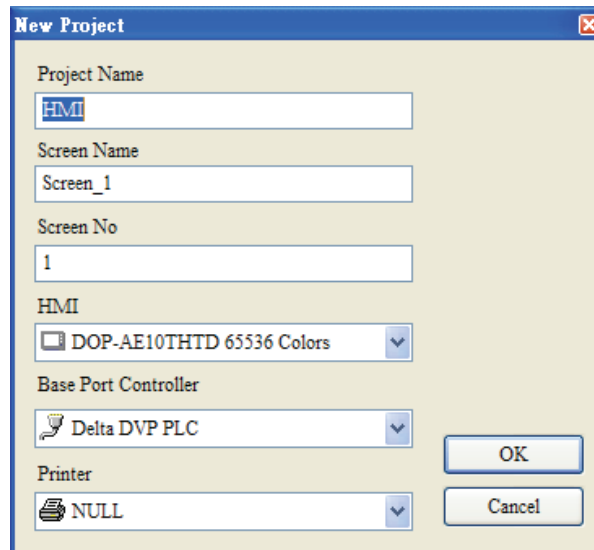 New Project
Project Name
HMI
Screen Name
Screen_1
Screen No
1
HMI
DOP-AE10THTD 65536 Colors
Base Port Controller
Delta DVP PLC
Printer
NULL
OK
Cancel